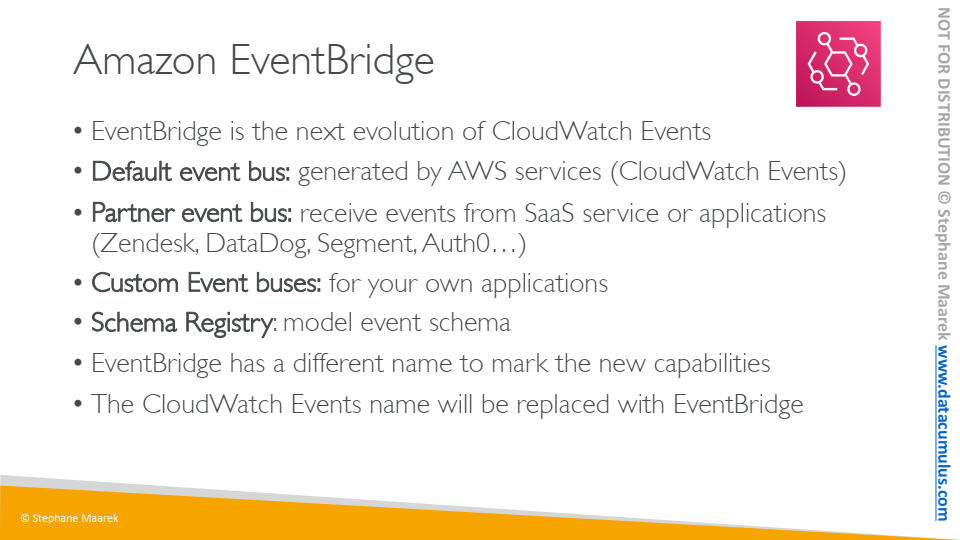 Amazon EventBridge
• EventBridge is the next evolution of CloudWatch Events
• Default event bus: generated by AWS services (CloudWatch Events)
• Partner event bus: receive events from SaaS service or applications
(Zendesk, DataDog, Segment, Auth0…)
• Custom Event buses: for your own applications
• Schema Registry: model event schema
• EventBridge has a different name to mark the new capabilities
• The CloudWatch Events name will be replaced with EventBridge
NOT FOR DISTRIBUTION © Stephane Maarek www.datacumulus.com
© Stephane Maarek